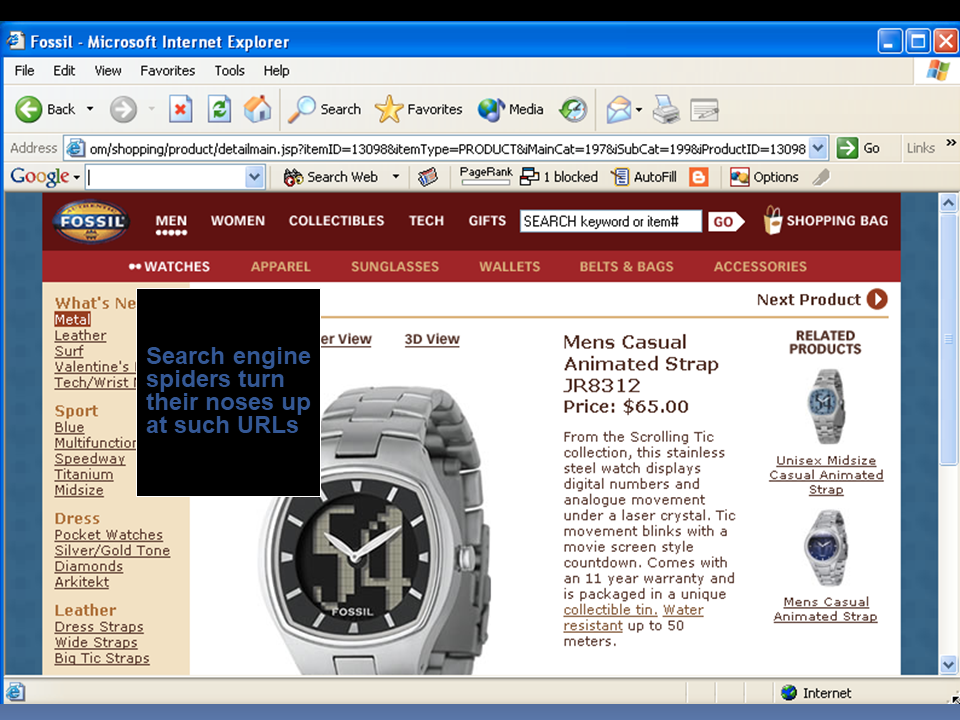 Fossil - Microsoft Internet Explorer
File Edit View Favorites Tools Help
Back Search Favorites Media
Address om/shopping/product/detailmain.jsp?itemID=13098&itemType=PRODUCT&iMainCat=197&iSubCat=199&iProductID=13098 Go Links »
Google Search Web PageRank 1 blocked AutoFill Options
AUTHENTIC
FOSSIL
MEN WOMEN COLLECTIBLES TECH GIFTS SEARCH keyword or item# GO SHOPPING BAG
WATCHES APPAREL SUNGLASSES WALLETS BELTS & BAGS ACCESSORIES
What's Ne
Metal
Leather
Surf
Valentine's
Tech/Wrist
Sport
Blue
Multifunction
Speedway
Titanium
Midsize
Dress
Pocket Watches
Silver/Gold Tone
Diamonds
Arkitekt
Leather
Dress Straps
Wide Straps
Big Tic Straps
Search engine
spiders turn
their noses up
at such URLs
er View 3D View
54
FOSSIL
Next Product
Mens Casual
Animated Strap
JR8312
Price: $65.00
From the Scrolling Tic
collection, this stainless
steel watch displays
digital numbers and
analogue movement
under a laser crystal. Tic
movement blinks with a
movie screen style
countdown. Comes with
an 11 year warranty and
is packaged in a unique
collectible tin. Water
resistant up to 50
meters.
RELATED
PRODUCTS
Unisex Midsize
Casual Animated
Strap
Mens Casual
Animated Strap
Internet